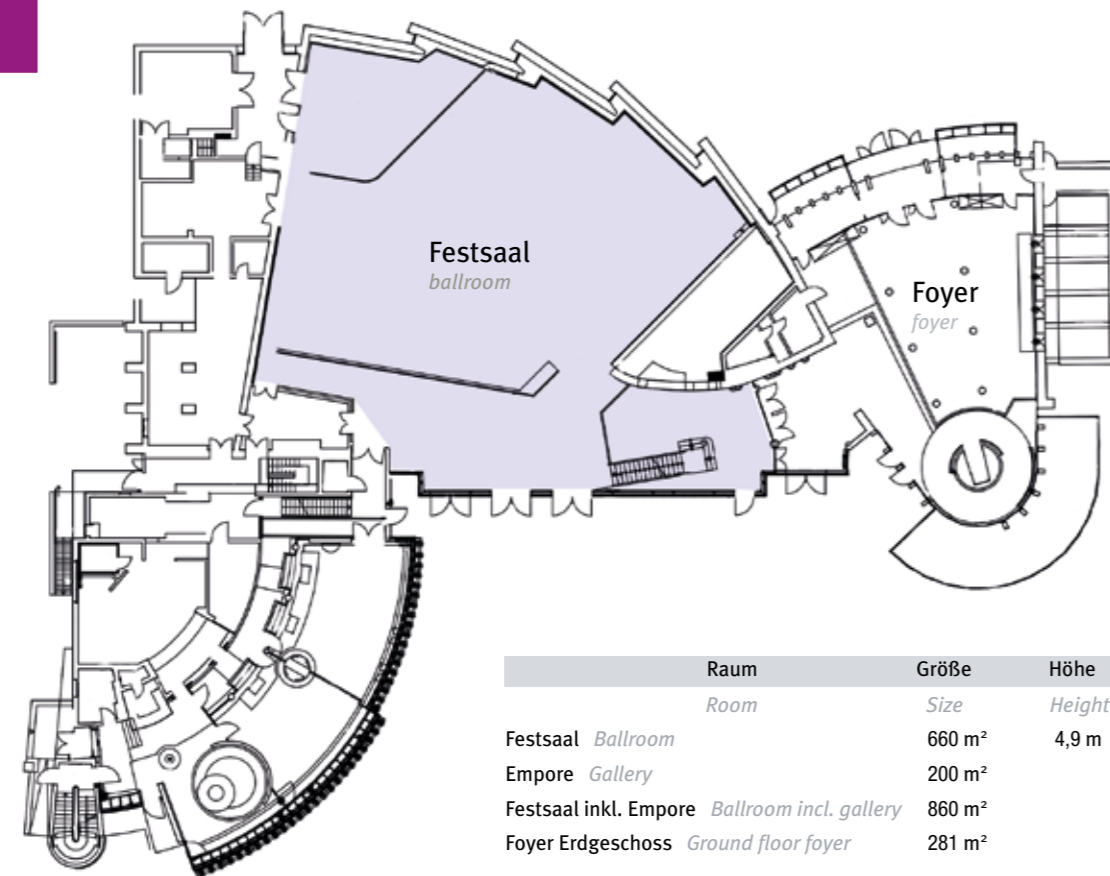 Festsaal
ballroom
Foyer
foyer
Raum Größe Höhe
Room Size Height
Festsaal Ballroom 660 m² 4,9 m
Empore Gallery 200 m²
Festsaal inkl. Empore Ballroom incl. gallery 860 m²
Foyer Erdgeschoss Ground floor foyer 281 m²